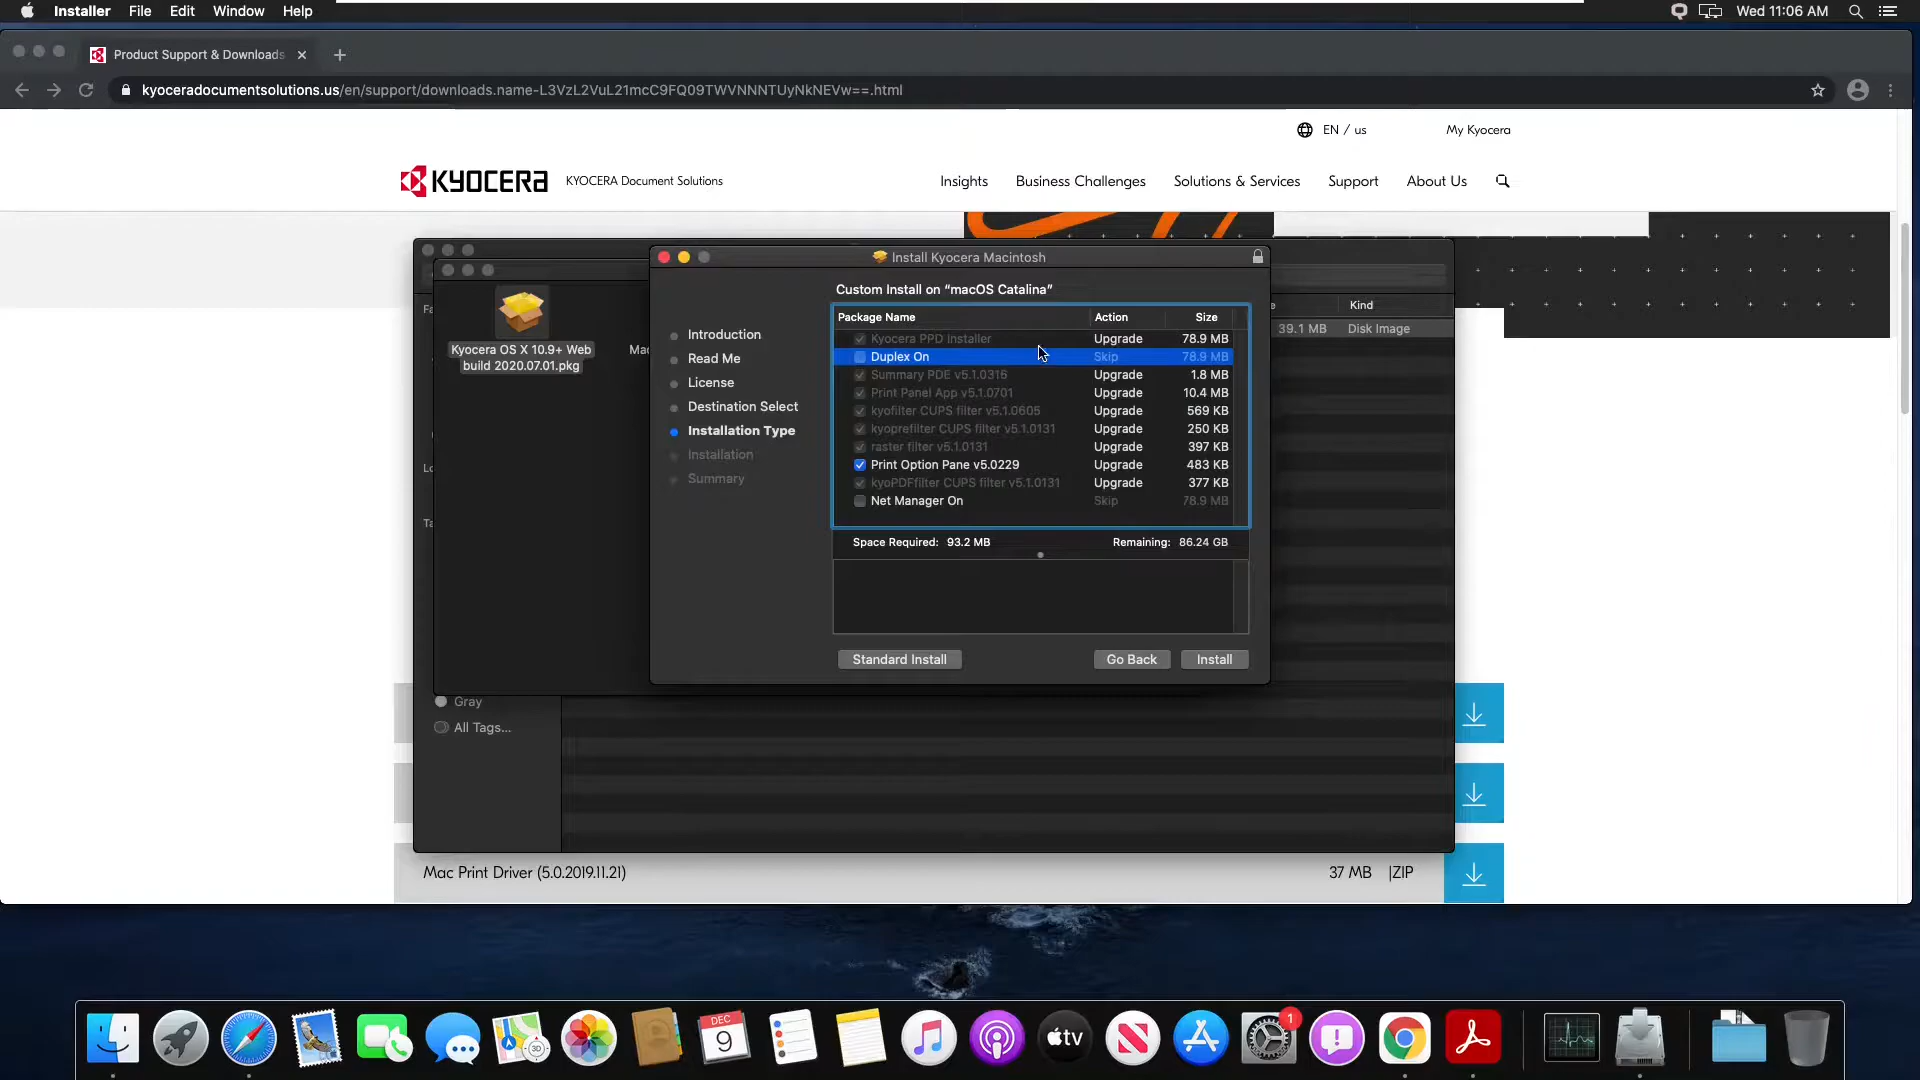 Installer File Edit Window Help
Wed 11:06 AM
Product Support & Downloads
kyoceradocumentsolutions.us/en/support/downloads.name-L3VzL2VuL21mcC9FQ09TWVNNNTUyNkNEVw==.html
EN / us
My Kyocera
KYOCERA
KYOCERA Document Solutions
Insights
Business Challenges
Solutions & Services
Support
About Us
Install Kyocera Macintosh
Custom Install on “macOS Catalina”
Package Name Action Size
Kyocera PPD Installer Upgrade 78.9 MB
Duplex On Skip 78.9 MB
Summary PDE v5.1.0316 Upgrade 1.8 MB
Print Panel App v5.1.0701 Upgrade 10.4 MB
kyofilter CUPS filter v5.1.0605 Upgrade 569 KB
kyoprefilter CUPS filter v5.1.0131 Upgrade 250 KB
raster filter v5.1.0131 Upgrade 397 KB
Print Option Pane v5.0229 Upgrade 483 KB
kyoPDFfilter CUPS filter v5.1.0131 Upgrade 377 KB
Net Manager On Skip 78.9 MB
Space Required: 93.2 MB Remaining: 86.24 GB
Introduction
Read Me
License
Destination Select
Installation Type
Installation
Summary
Standard Install
Go Back
Install
Kyocera OS X 10.9+ Web
build 2020.07.01.pkg
Mac
Fa
Lo
Ta
e
Kind
39.1 MB
Disk Image
Gray
All Tags...
Mac Print Driver (5.0.2019.11.21)
37 MB |ZIP
DEC
9
3D
tv
1